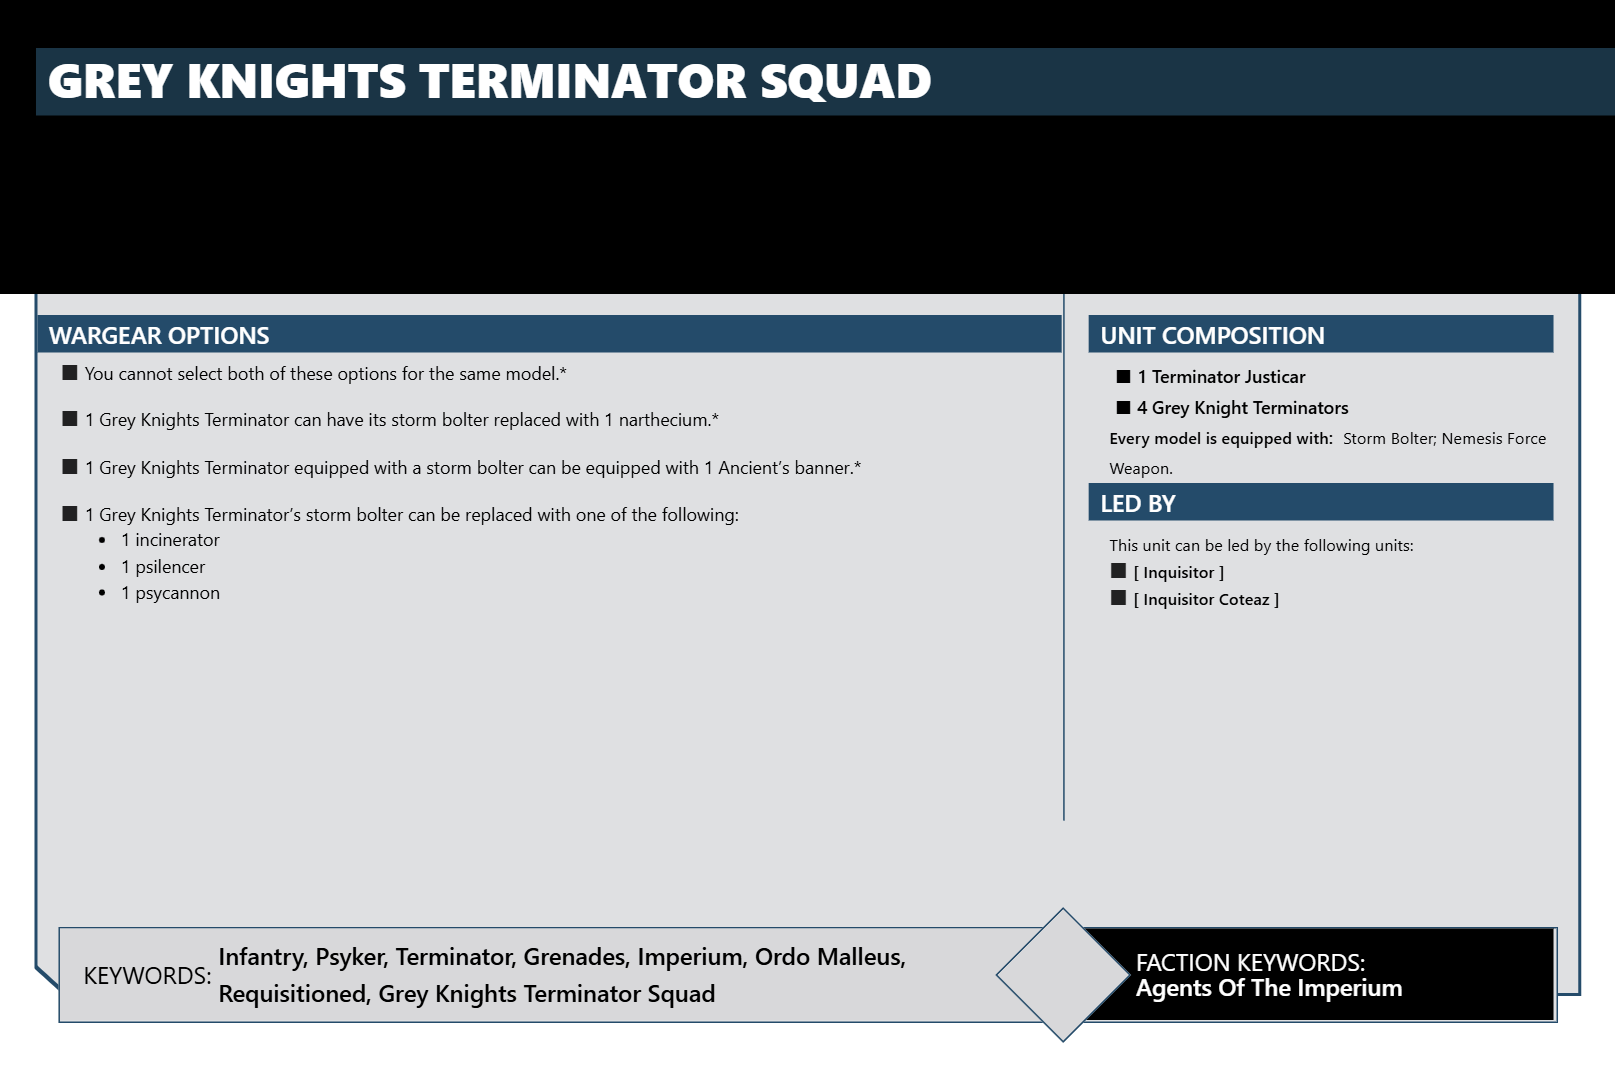 GREY KNIGHTS TERMINATOR SQUAD
WARGEAR OPTIONS
You cannot select both of these options for the same model.*
1 Grey Knights Terminator can have its storm bolter replaced with 1 narthecium.*
1 Grey Knights Terminator equipped with a storm bolter can be equipped with 1 Ancient’s banner.*
1 Grey Knights Terminator’s storm bolter can be replaced with one of the following:
1 incinerator
1 psilencer
1 psycannon
UNIT COMPOSITION
1 Terminator Justicar
4 Grey Knight Terminators
Every model is equipped with: Storm Bolter; Nemesis Force
Weapon.
LED BY
This unit can be led by the following units:
[ Inquisitor ]
[ Inquisitor Coteaz ]
KEYWORDS:
Infantry, Psyker, Terminator, Grenades, Imperium, Ordo Malleus,
Requisitioned, Grey Knights Terminator Squad
FACTION KEYWORDS:
Agents Of The Imperium